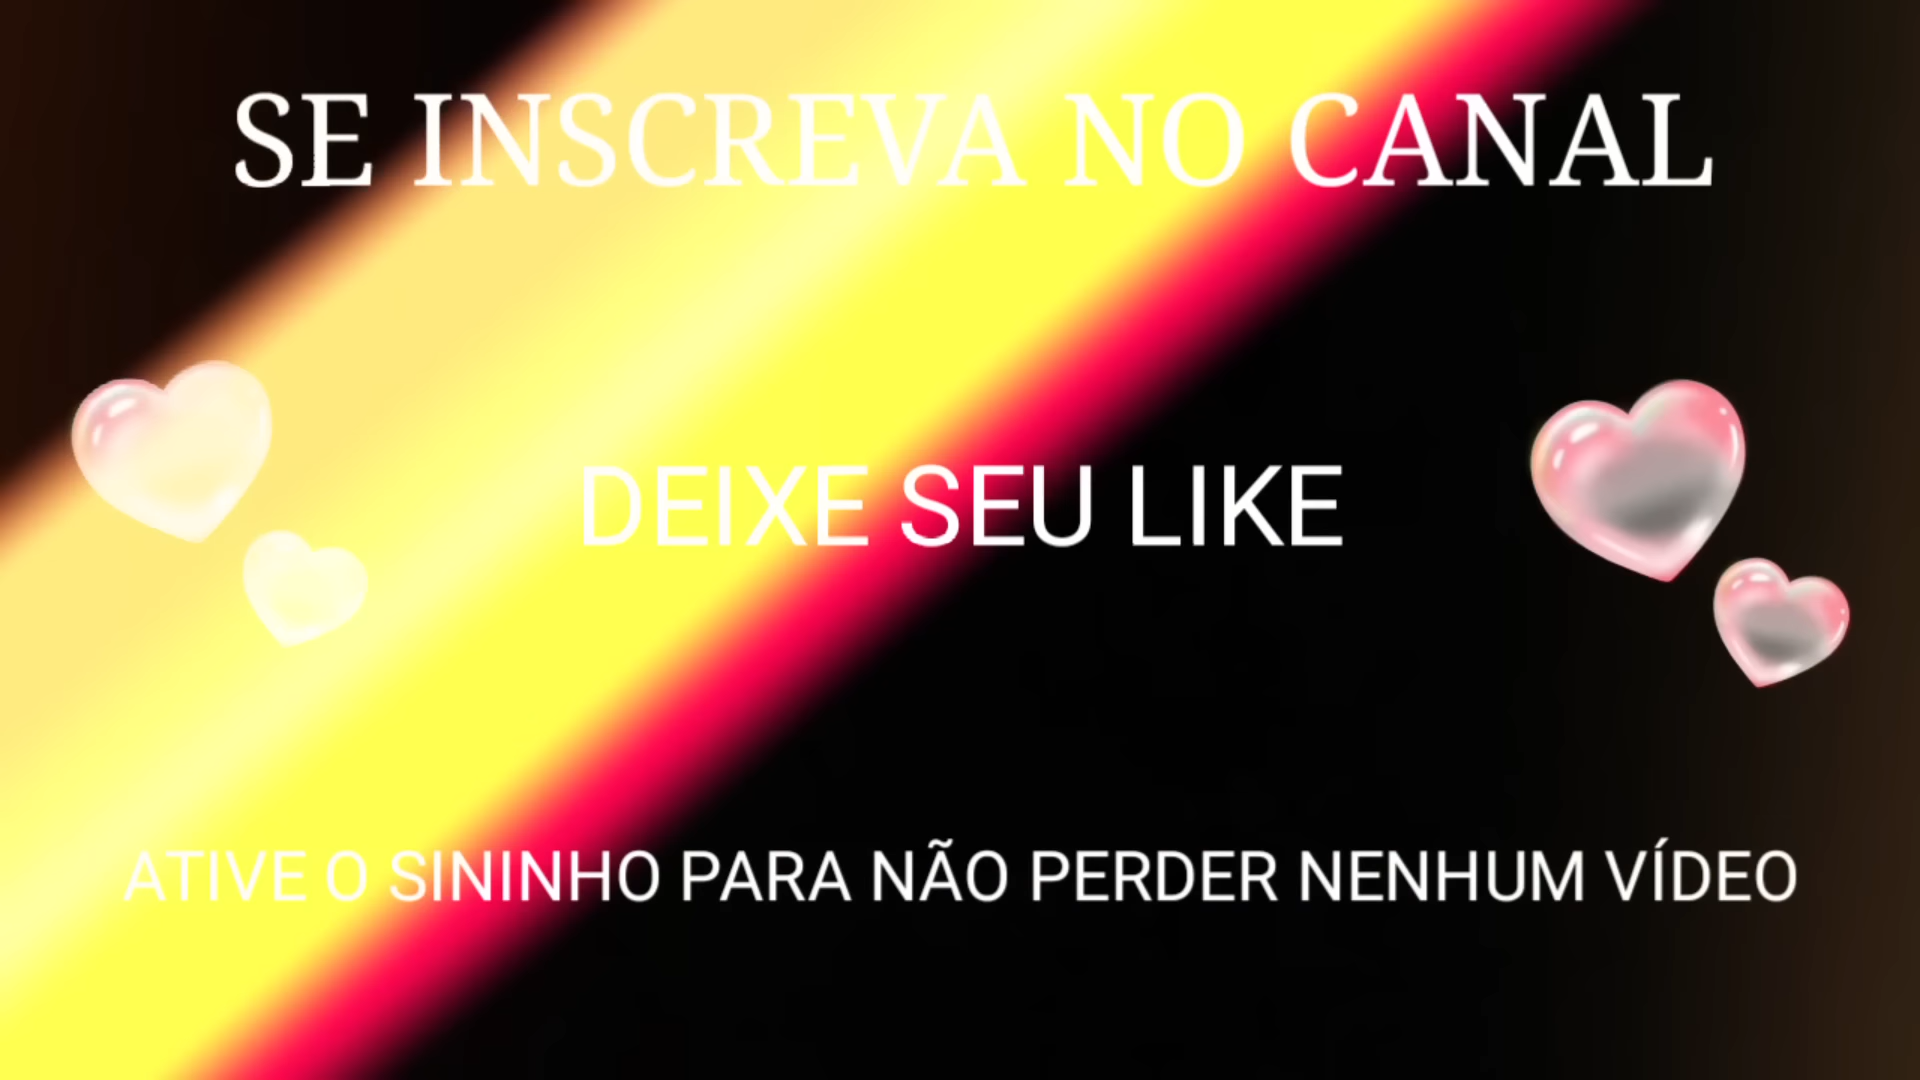 SE INSCREVA NO CANAL
DEIXE SEU LIKE
ATIVE O SININHO PARA NÃO PERDER NENHUM VÍDEO